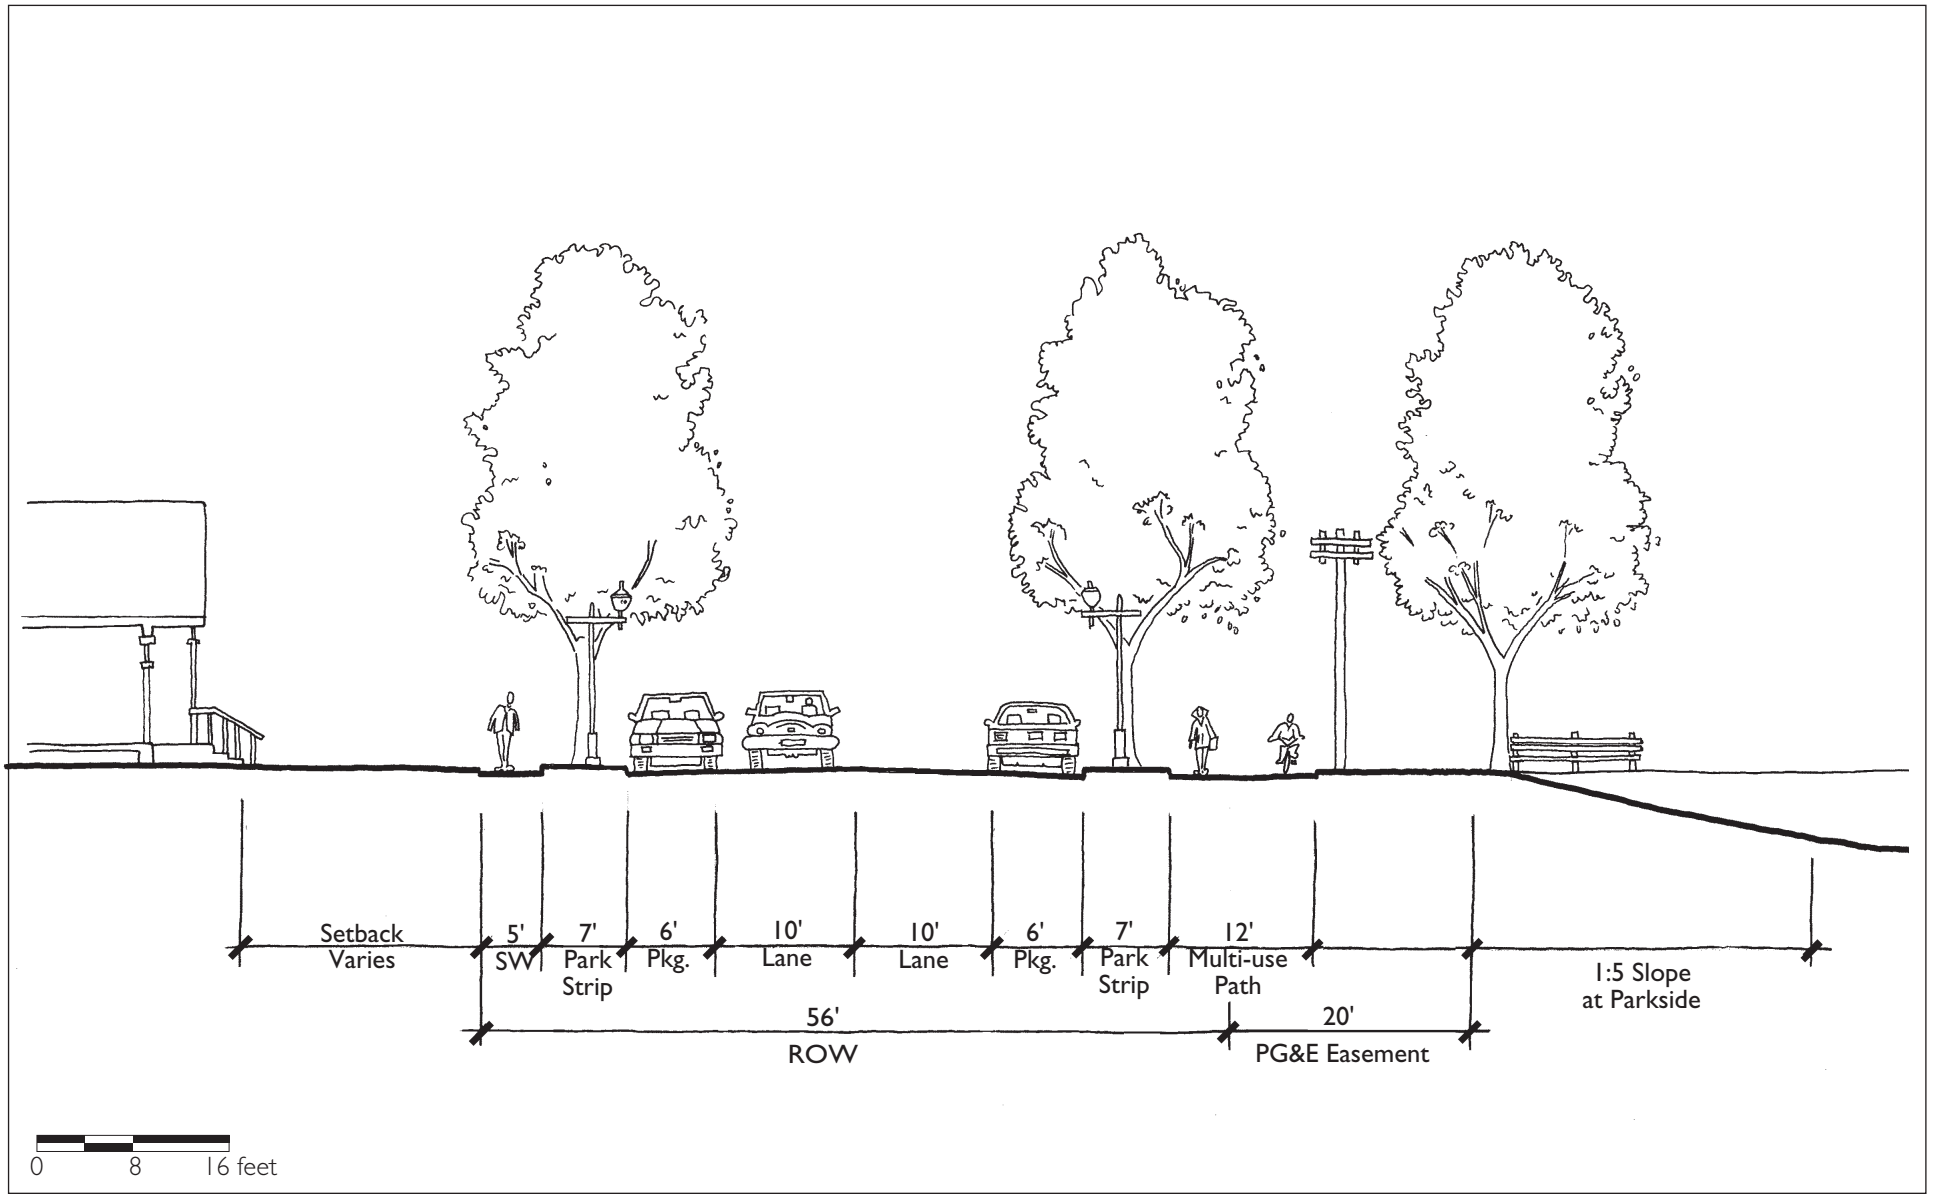 Setback
Varies
5'
SW
7'
Park
Strip
6'
Pkg.
10'
Lane
10'
Lane
6'
Pkg.
7'
Park
Strip
12'
Multi-use
Path
1:5 Slope
at Parkside
56'
ROW
20'
PG&E Easement
0 8 16 feet